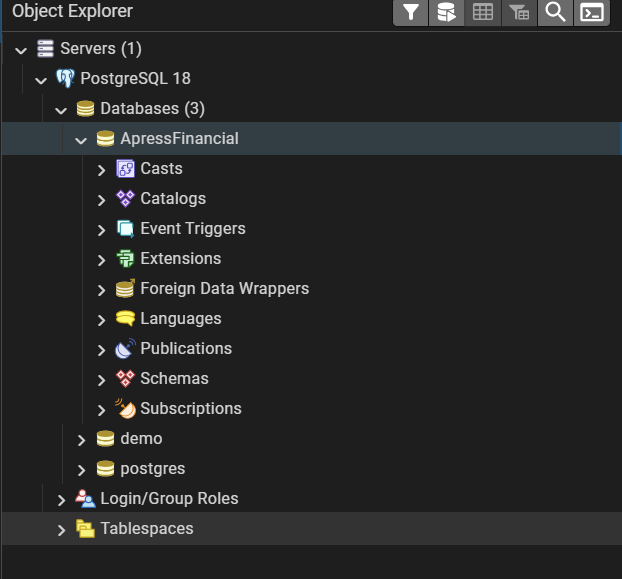 Object Explorer
Servers (1)
PostgreSQL 18
Databases (3)
ApressFinancial
Casts
Catalogs
Event Triggers
Extensions
Foreign Data Wrappers
Languages
Publications
Schemas
Subscriptions
demo
postgres
Login/Group Roles
Tablespaces